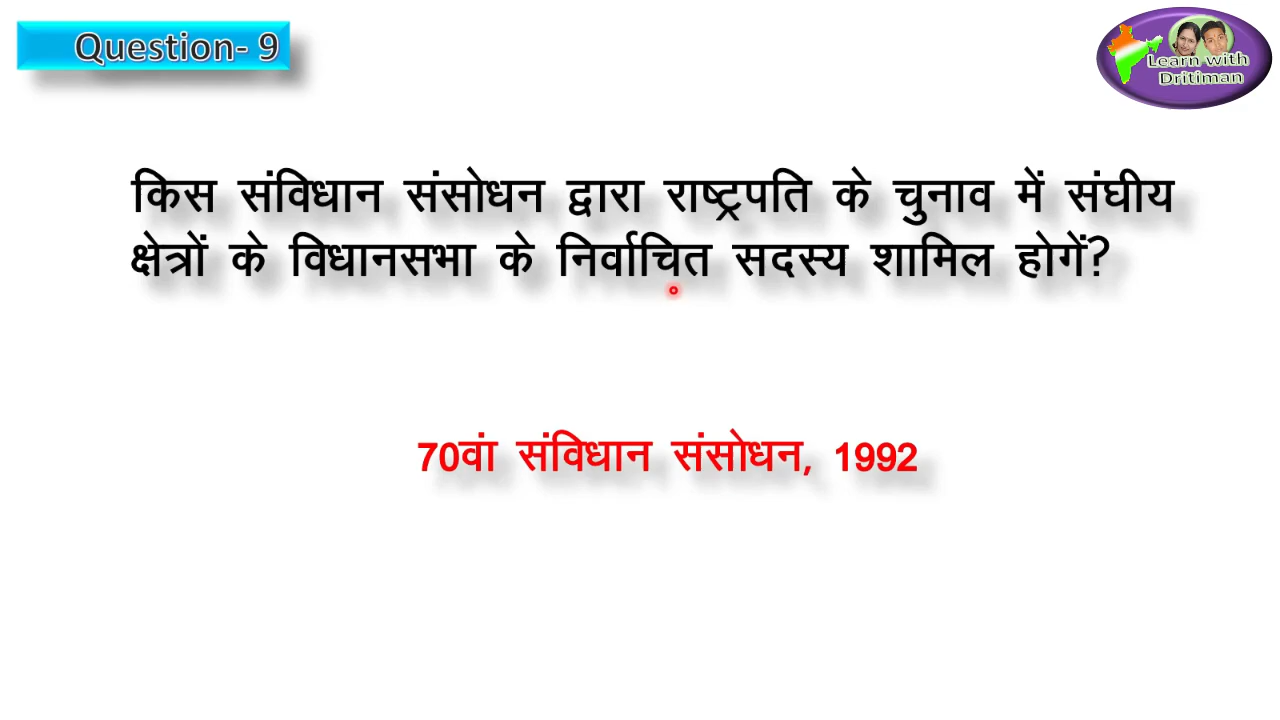 Question- 9
Learn with
Dritiman
किस संविधान संसोधन द्वारा राष्ट्रपति के चुनाव में संघीय
क्षेत्रों के विधानसभा के निर्वाचित सदस्य शामिल होगें?
70वां संविधान संसोधन, 1992